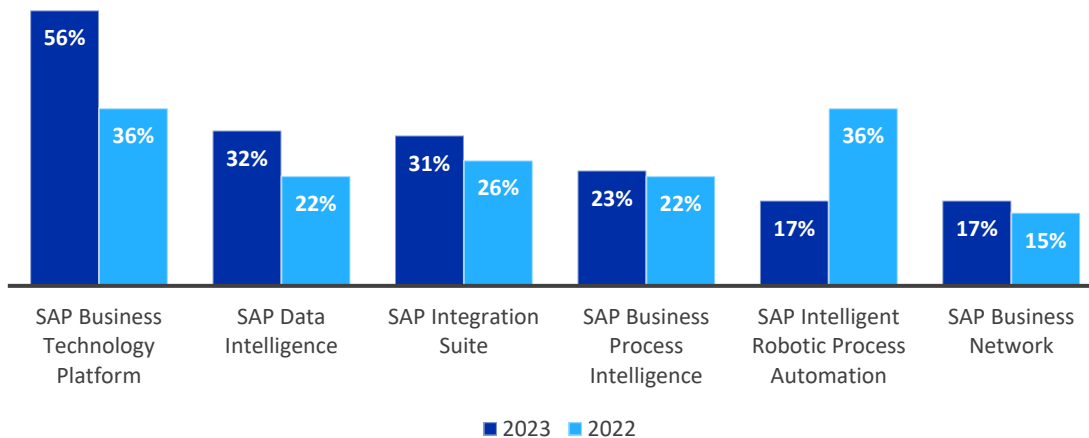 56%
36%
32%
22%
31%
26%
23%
22%
17%
36%
17%
15%
SAP Business
Technology
Platform
SAP Data
Intelligence
SAP Integration
Suite
SAP Business
Process
Intelligence
SAP Intelligent
Robotic Process
Automation
SAP Business
Network
2023
2022